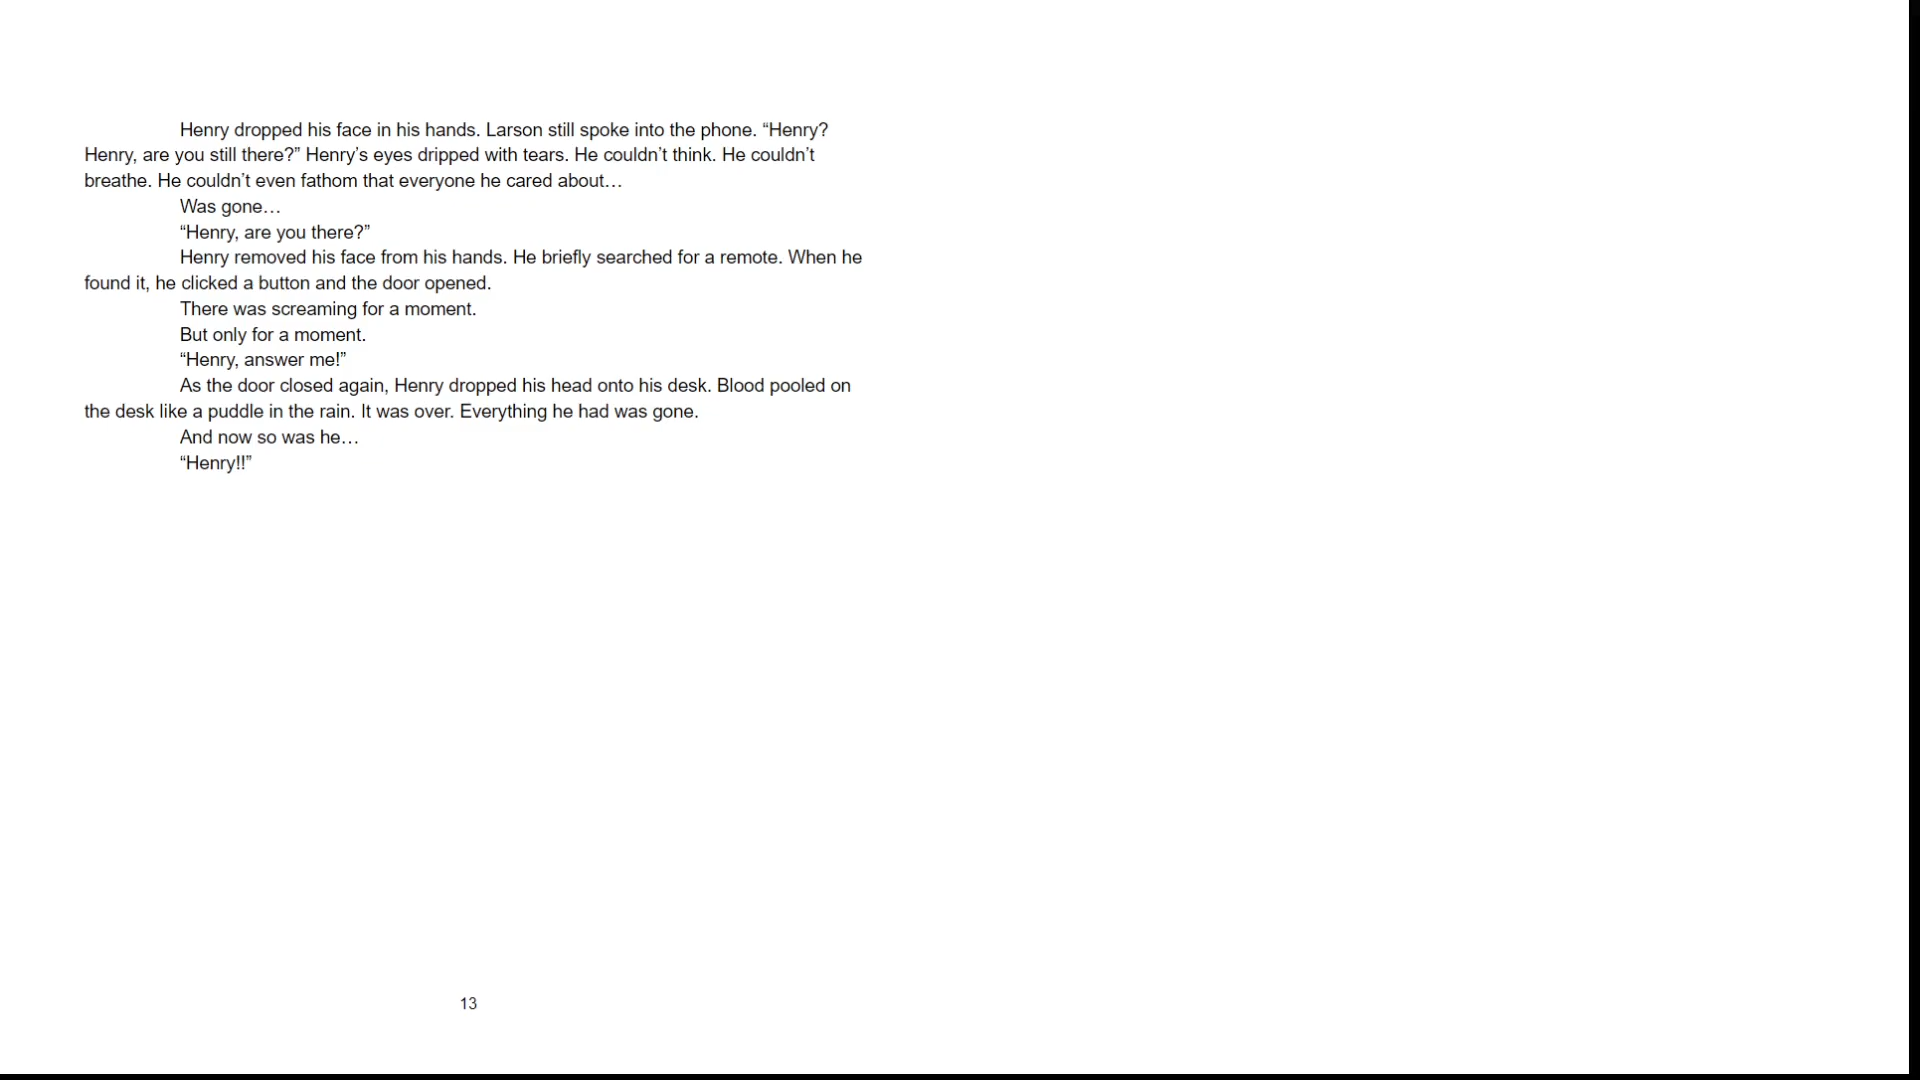 Henry dropped his face in his hands. Larson still spoke into the phone. “Henry?
Henry, are you still there?” Henry’s eyes dripped with tears. He couldn’t think. He couldn’t
breathe. He couldn’t even fathom that everyone he cared about…
Was gone…
“Henry, are you there?”
Henry removed his face from his hands. He briefly searched for a remote. When he
found it, he clicked a button and the door opened.
There was screaming for a moment.
But only for a moment.
“Henry, answer me!”
As the door closed again, Henry dropped his head onto his desk. Blood pooled on
the desk like a puddle in the rain. It was over. Everything he had was gone.
And now so was he…
“Henry!!”
13